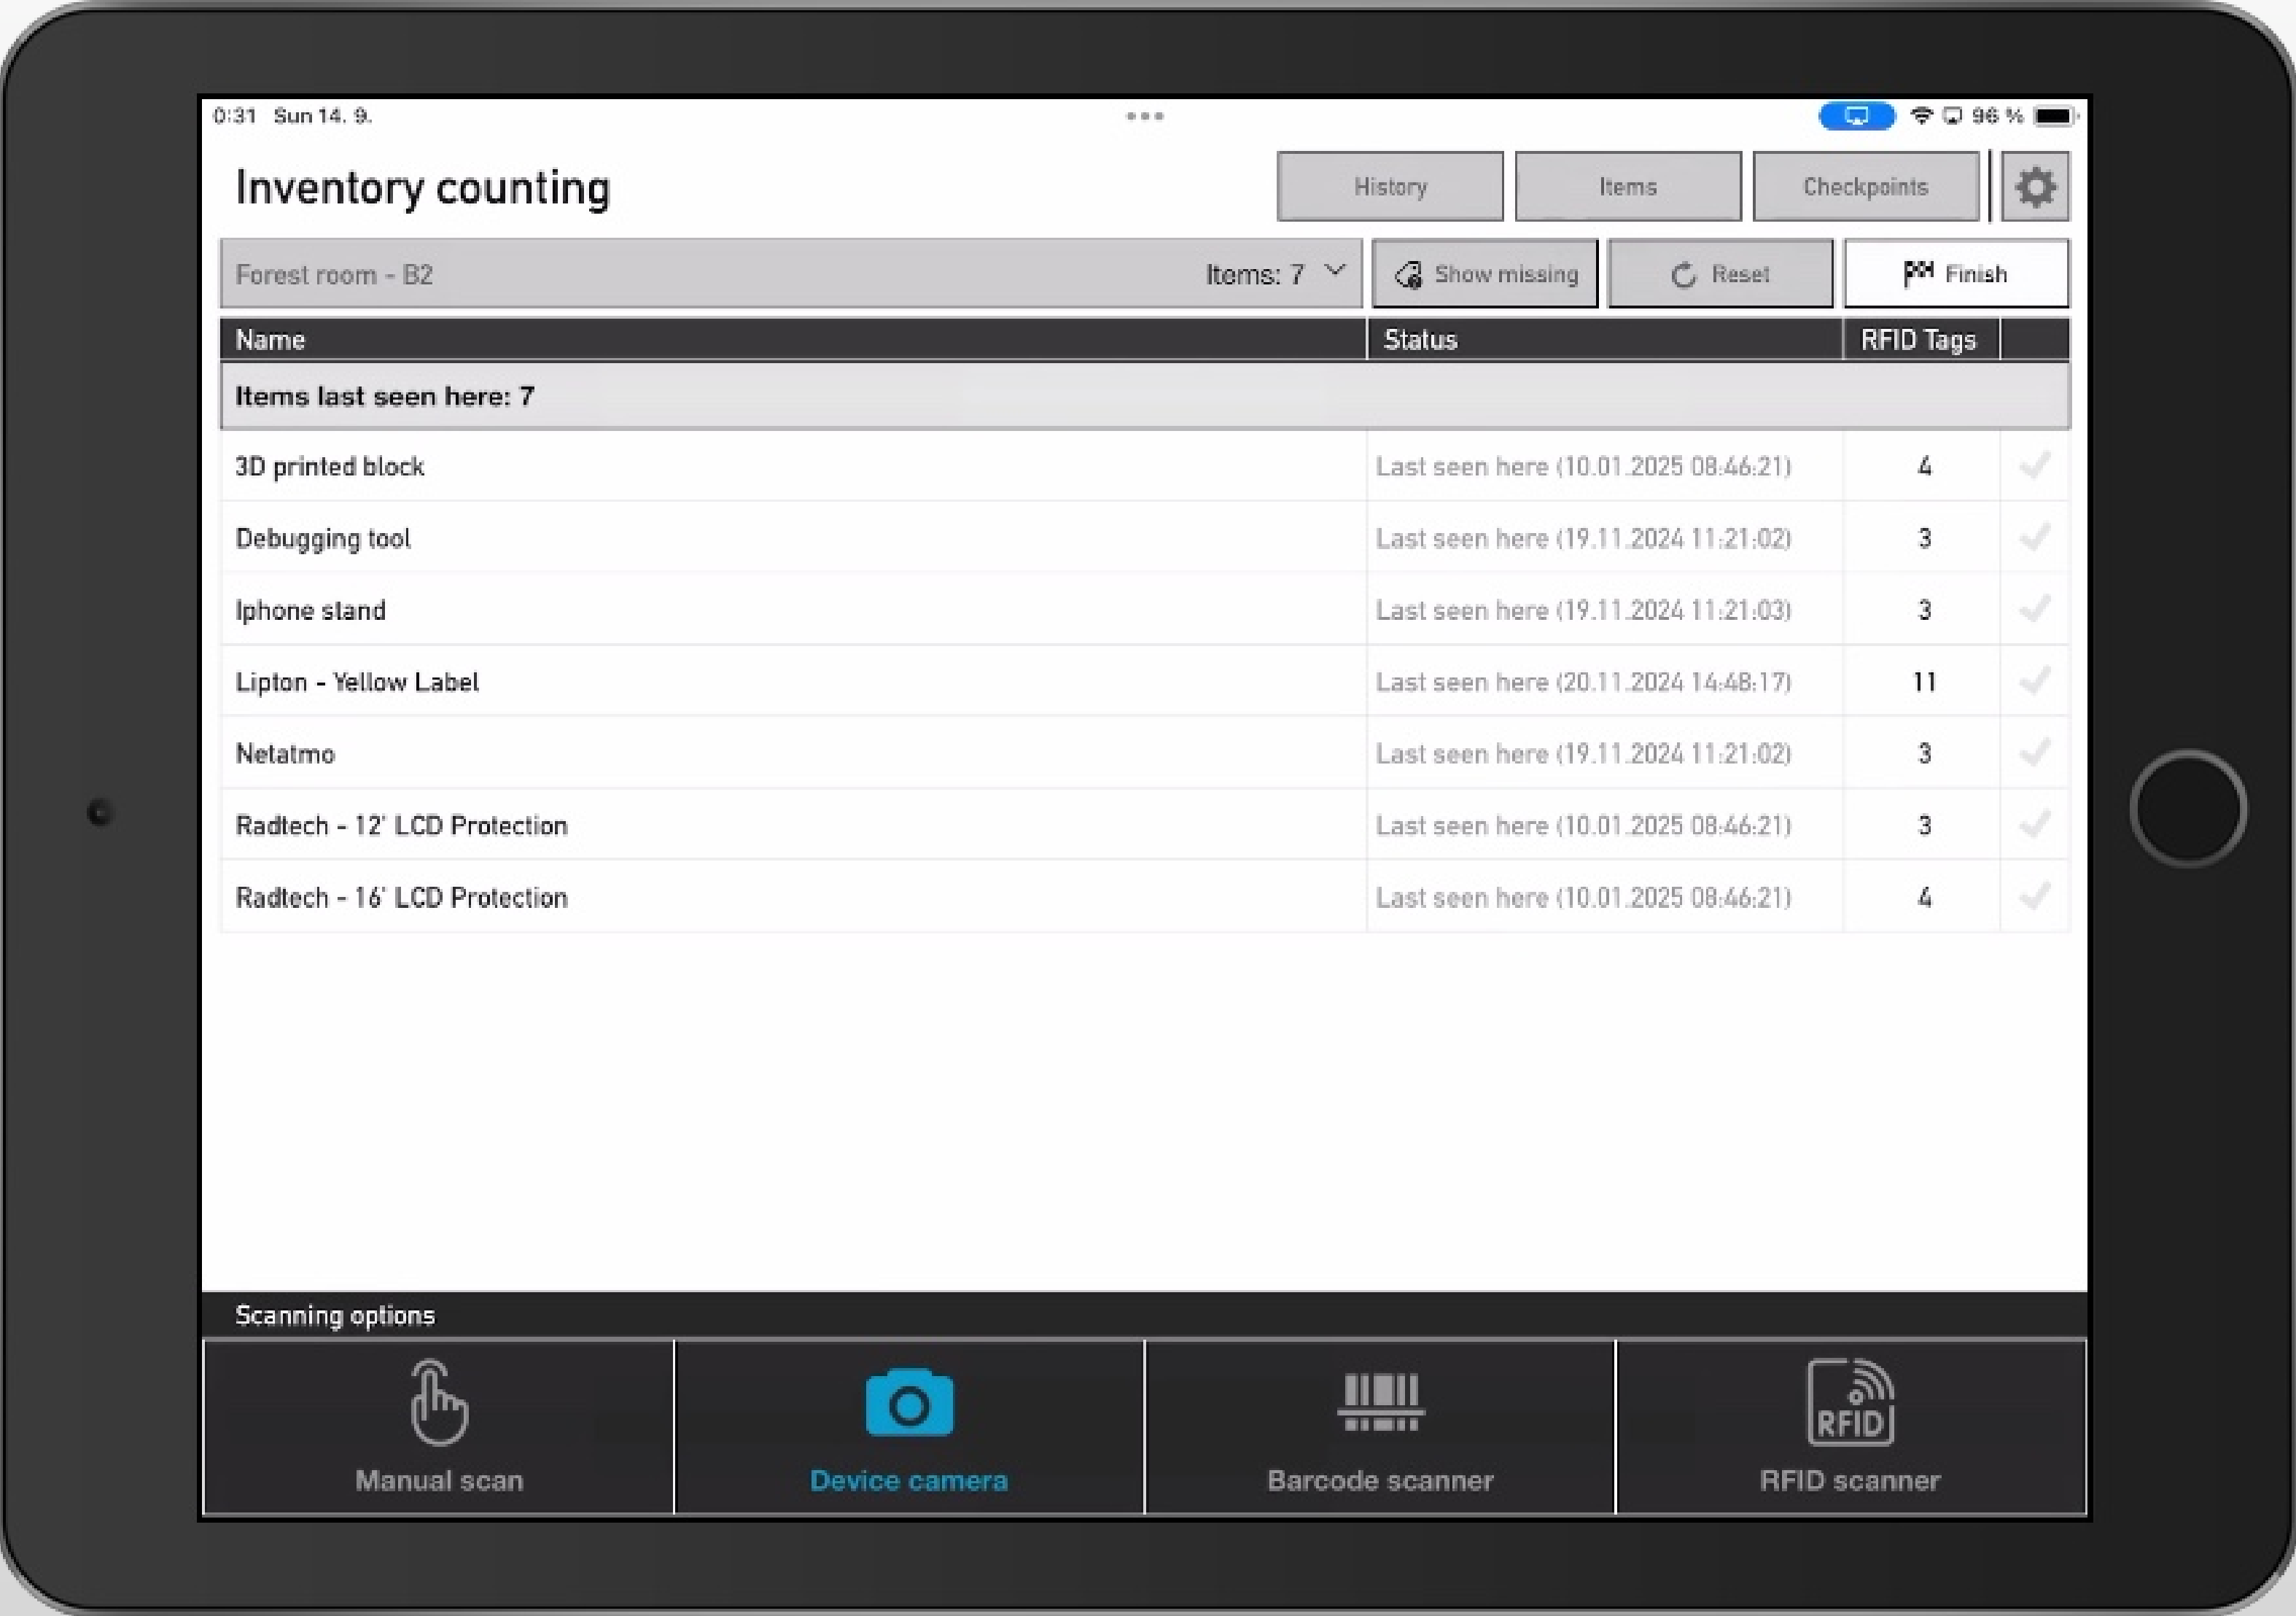 0:31 Sun 14. 9. 96 %
Inventory counting History Items Checkpoints
Forest room - B2 Items: 7 Show missing Reset Finish
Name Status RFID Tags
Items last seen here: 7
3D printed block Last seen here (10.01.2025 08:46:21) 4
Debugging tool Last seen here (19.11.2024 11:21:02) 3
Iphone stand Last seen here (19.11.2024 11:21:03) 3
Lipton - Yellow Label Last seen here (20.11.2024 14:48:17) 11
Netatmo Last seen here (19.11.2024 11:21:02) 3
Radtech - 12' LCD Protection Last seen here (10.01.2025 08:46:21) 3
Radtech - 16' LCD Protection Last seen here (10.01.2025 08:46:21) 4
Scanning options
RFID
Manual scan Device camera Barcode scanner RFID scanner